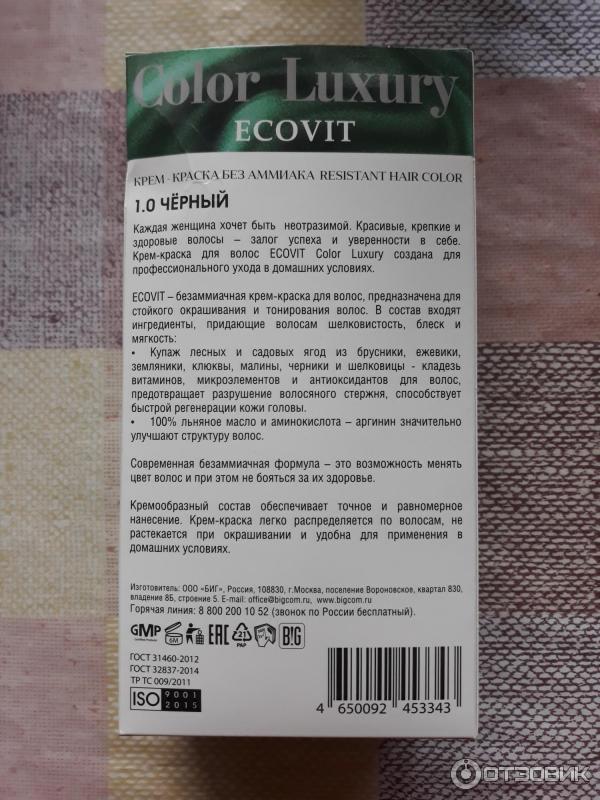 Color Luxury
ECOVIT
КРЕМ - КРАСКА БЕЗ АММИАКА RESISTANT HAIR COLOR
1.0 ЧЁРНЫЙ
Каждая женщина хочет быть неотразимой. Красивые, крепкие и
здоровые волосы – залог успеха и уверенности в себе.
Крем-краска для волос ECOVIT Color Luxury создана для
профессионального ухода в домашних условиях.
ECOVIT – безаммиачная крем-краска для волос, предназначена для
стойкого окрашивания и тонирования волос. В состав входят
ингредиенты, придающие волосам шелковистость, блеск и
мягкость:
• Купаж лесных и садовых ягод из брусники, ежевики,
земляники, клюквы, малины, черники и шелковицы - кладезь
витаминов, микроэлементов и антиоксидантов для волос,
предотвращает разрушение волосяного стержня, способствует
быстрой регенерации кожи головы.
• 100% льняное масло и аминокислота – аргинин значительно
улучшают структуру волос.
Современная безаммиачная формула – это возможность менять
цвет волос и при этом не бояться за их здоровье.
Кремообразный состав обеспечивает точное и равномерное
нанесение. Крем-краска легко распределяется по волосам, не
растекается при окрашивании и удобна для применения в
домашних условиях.
Изготовитель: ООО «БИГ», Россия, 108830, г.Москва, поселение Вороновское, квартал 830,
владение 8Б, строение 5. E-mail: office@bigcom.ru, www.bigcom.ru
Горячая линия: 8 800 200 10 52 (звонок по России бесплатный).
GMP 6M EAC 21 PAP B!G
ГОСТ 31460-2012
ГОСТ 32837-2014
ТР ТС 009/2011
ISO 9001 2015
4 650092 453343
ОТЗОВИК